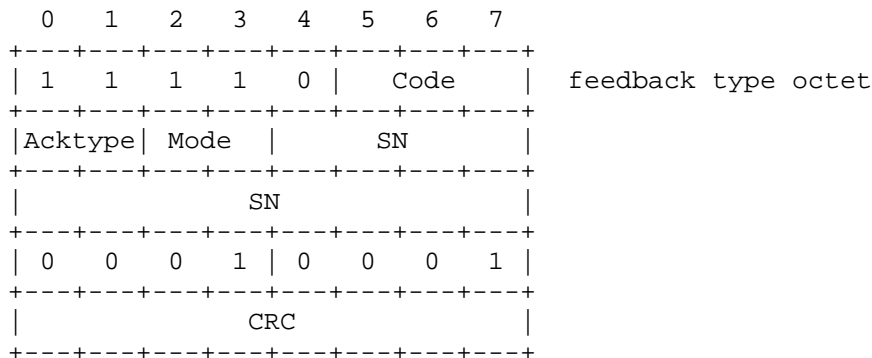 0 1 2 3 4 5 6 7
+---+---+---+---+---+---+---+---+
| 1 1 1 1 0 | Code | feedback type octet
+---+---+---+---+---+---+---+---+
|Acktype| Mode | SN |
+---+---+---+---+---+---+---+---+
| SN |
+---+---+---+---+---+---+---+---+
| 0 0 0 1 | 0 0 0 1 |
+---+---+---+---+---+---+---+---+
| CRC |
+---+---+---+---+---+---+---+---+